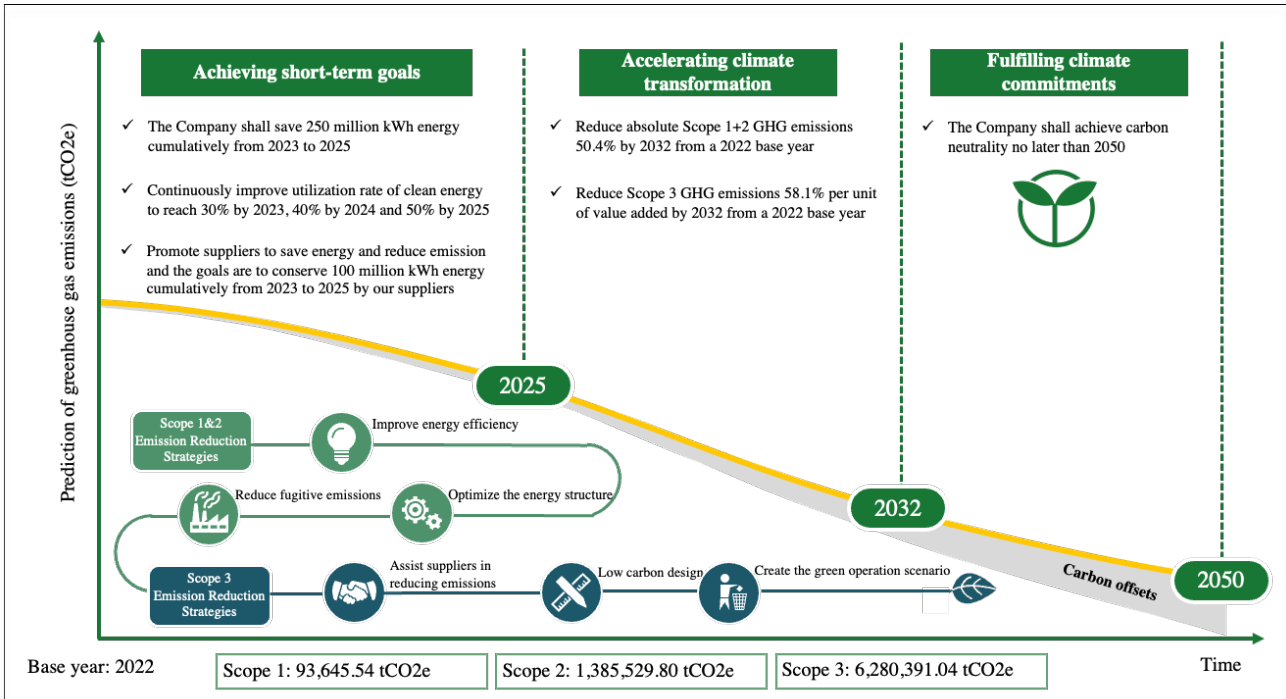 Prediction of greenhouse gas emissions (tCO2e)
Achieving short-term goals
✓ The Company shall save 250 million kWh energy
cumulatively from 2023 to 2025
✓ Continuously improve utilization rate of clean energy
to reach 30% by 2023, 40% by 2024 and 50% by 2025
✓ Promote suppliers to save energy and reduce emission
and the goals are to conserve 100 million kWh energy
cumulatively from 2023 to 2025 by our suppliers
Accelerating climate
transformation
✓ Reduce absolute Scope 1+2 GHG emissions
50.4% by 2032 from a 2022 base year
✓ Reduce Scope 3 GHG emissions 58.1% per unit
of value added by 2032 from a 2022 base year
Fulfilling climate
commitments
✓ The Company shall achieve carbon
neutrality no later than 2050
2025
2032
2050
Carbon offsets
Scope 1&2
Emission Reduction
Strategies
Improve energy efficiency
Optimize the energy structure
Reduce fugitive emissions
Scope 3
Emission Reduction
Strategies
Assist suppliers in
reducing emissions
Low carbon design
Create the green operation scenario
Time
Base year: 2022
Scope 1: 93,645.54 tCO2e
Scope 2: 1,385,529.80 tCO2e
Scope 3: 6,280,391.04 tCO2e